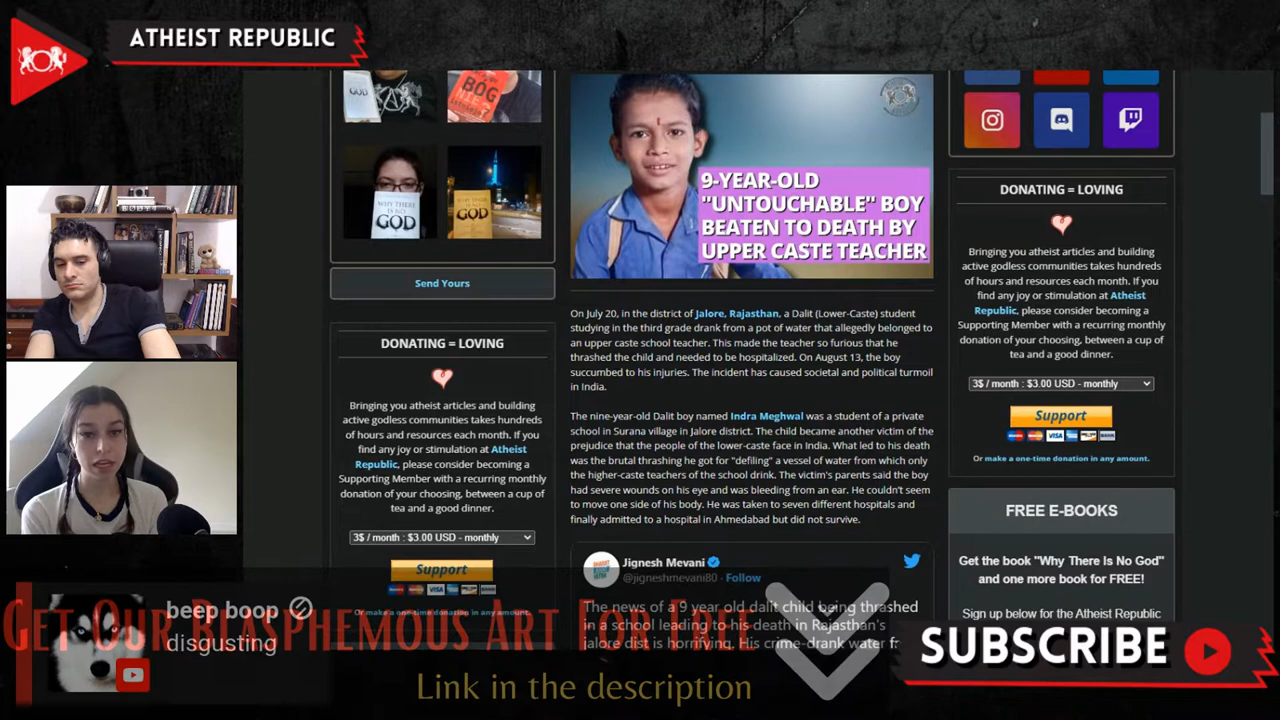 ATHEIST REPUBLIC
GOD
BOG
WHY THERE
IS NO
GOD
GOD
Send Yours
DONATING = LOVING
Bringing you atheist articles and building
active godless communities takes hundreds
of hours and resources each month. If you
find any joy or stimulation at Atheist
Republic, please consider becoming a
Supporting Member with a recurring monthly
donation of your choosing, between a cup of
tea and a good dinner.
3$ / month : $3.00 USD - monthly
Support
Or make a one-time donation in any amount.
9-YEAR-OLD
"UNTOUCHABLE" BOY
BEATEN TO DEATH BY
UPPER CASTE TEACHER
On July 20, in the district of Jalore, Rajasthan, a Dalit (Lower-Caste) student
studying in the third grade drank from a pot of water that allegedly belonged to
an upper caste school teacher. This made the teacher so furious that he
thrashed the child and needed to be hospitalized. On August 13, the boy
succumbed to his injuries. The incident has caused societal and political turmoil
in India.
The nine-year-old Dalit boy named Indra Meghwal was a student of a private
school in Surana village in Jalore district. The child became another victim of the
prejudice that the people of the lower-caste face in India. What led to his death
was the brutal thrashing he got for "defiling" a vessel of water from which only
the higher-caste teachers of the school drink. The victim's parents said the boy
had severe wounds on his eye and was bleeding from an ear. He couldn't seem
to move one side of his body. He was taken to seven different hospitals and
finally admitted to a hospital in Ahmedabad but did not survive.
Jignesh Mevani
@jigneshmevani80 · Follow
The news of a 9 year old dalit child being thrashed
in a school leading to his death in Rajasthan's
jalore dist is horrifying. His crime-drank water fr
DONATING = LOVING
Bringing you atheist articles and building
active godless communities takes hundreds
of hours and resources each month. If you
find any joy or stimulation at Atheist
Republic, please consider becoming a
Supporting Member with a recurring monthly
donation of your choosing, between a cup of
tea and a good dinner.
3$ / month : $3.00 USD - monthly
Support
VISA
Or make a one-time donation in any amount.
FREE E-BOOKS
Get the book "Why There Is No God"
and one more book for FREE!
Sign up below for the Atheist Republic
beep boop
disgusting
Get Our Blasphemous Art For Free
Link in the description
SUBSCRIBE